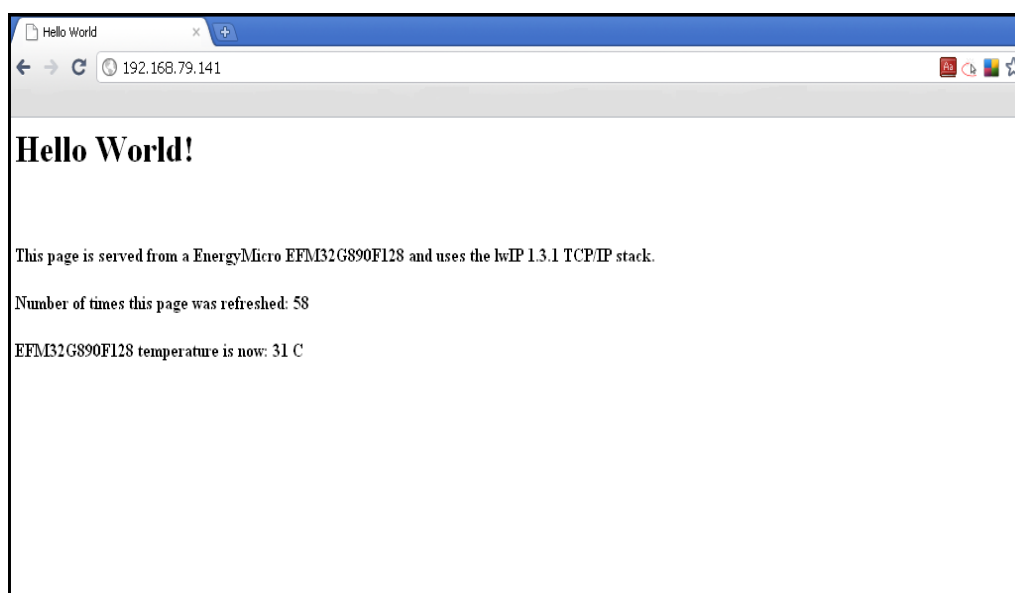 Hello World
192.168.79.141
Aa
Hello World!
This page is served from a EnergyMicro EFM32G890F128 and uses the lwIP 1.3.1 TCP/IP stack.
Number of times this page was refreshed: 58
EFM32G890F128 temperature is now: 31 C